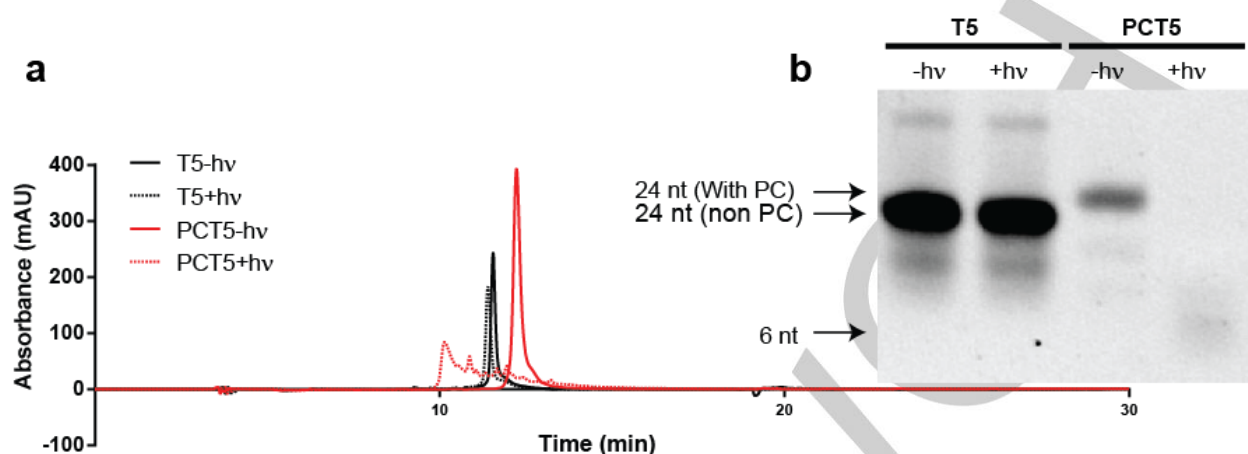 a
T5-hν
T5+hν
PCT5-hν
PCT5+hν
Absorbance (mAU)
400
300
200
100
0
-100
10
20
30
Time (min)
b
T5 PCT5
-hν +hν -hν +hν
24 nt (With PC)
24 nt (non PC)
6 nt